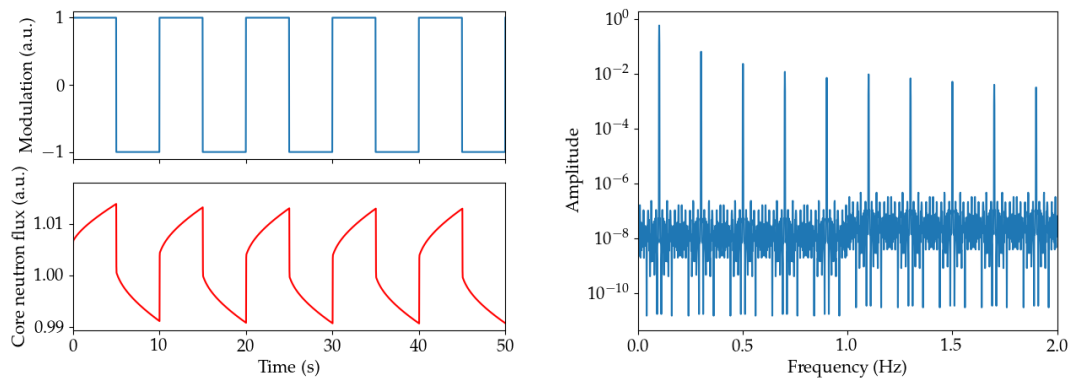 Modulation (a.u.)
1
0
−1
Core neutron flux (a.u.)
1.01
1.00
0.99
0 10 20 30 40 50
Time (s)
Amplitude
10⁰
10⁻²
10⁻⁴
10⁻⁶
10⁻⁸
10⁻¹⁰
0.0 0.5 1.0 1.5 2.0
Frequency (Hz)